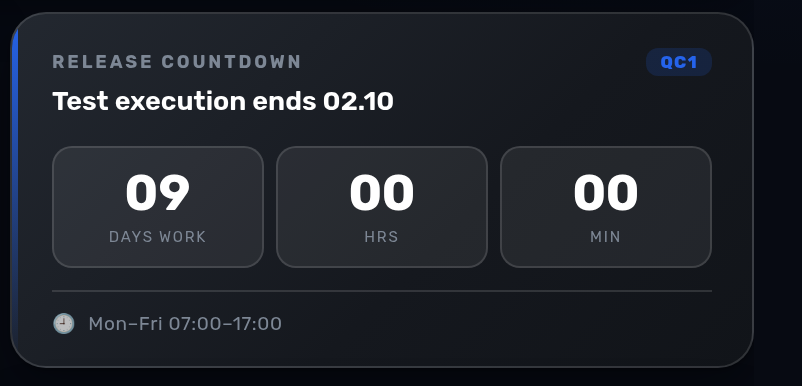 RELEASE COUNTDOWN
QC1
Test execution ends 02.10
09
DAYS WORK
00
HRS
00
MIN
Mon–Fri 07:00–17:00